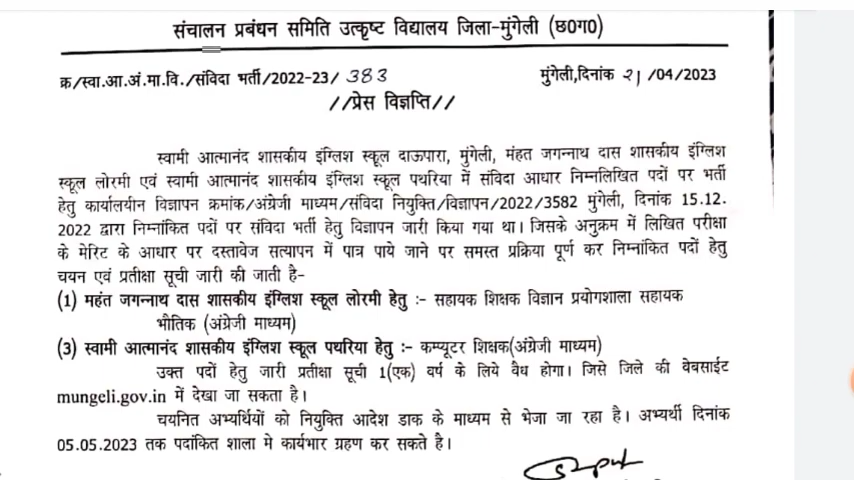 संचालन प्रबंधन समिति उत्कृष्ट विद्यालय जिला-मुंगेली (छ0ग0)
क्र/स्वा.आ.अं.मा.वि./संविदा भर्ती/2022-23/ 383 मुंगेली,दिनांक 21 /04/2023
//प्रेस विज्ञप्ति//
स्वामी आत्मानंद शासकीय इंग्लिश स्कूल दाऊपारा, मुंगेली, मंहत जगन्नाथ दास शासकीय इंग्लिश
स्कूल लोरमी एवं स्वामी आत्मानंद शासकीय इंग्लिश स्कूल पथरिया में संविदा आधार निम्नलिखित पदों पर भर्ती
हेतु कार्यालयीन विज्ञापन क्रमांक/अंग्रेजी माध्यम/संविदा नियुक्ति/विज्ञापन/2022/3582 मुंगेली, दिनांक 15.12.
2022 द्वारा निम्नांकित पदों पर संविदा भर्ती हेतु विज्ञापन जारी किया गया था। जिसके अनुक्रम में लिखित परीक्षा
के मेरिट के आधार पर दस्तावेज सत्यापन में पात्र पाये जाने पर समस्त प्रक्रिया पूर्ण कर निम्नांकित पदों हेतु
चयन एवं प्रतीक्षा सूची जारी की जाती है-
(1) महंत जगन्नाथ दास शासकीय इंग्लिश स्कूल लोरमी हेतु :- सहायक शिक्षक विज्ञान प्रयोगशाला सहायक
भौतिक (अंग्रेजी माध्यम)
(3) स्वामी आत्मानंद शासकीय इंग्लिश स्कूल पथरिया हेतु :- कम्प्यूटर शिक्षक(अंग्रेजी माध्यम)
उक्त पदों हेतु जारी प्रतीक्षा सूची 1(एक) वर्ष के लिये वैध होगा। जिसे जिले की वेबसाईट
mungeli.gov.in में देखा जा सकता है।
चयनित अभ्यर्थियों को नियुक्ति आदेश डाक के माध्यम से भेजा जा रहा है। अभ्यर्थी दिनांक
05.05.2023 तक पदांकित शाला मे कार्यभार ग्रहण कर सकते है।